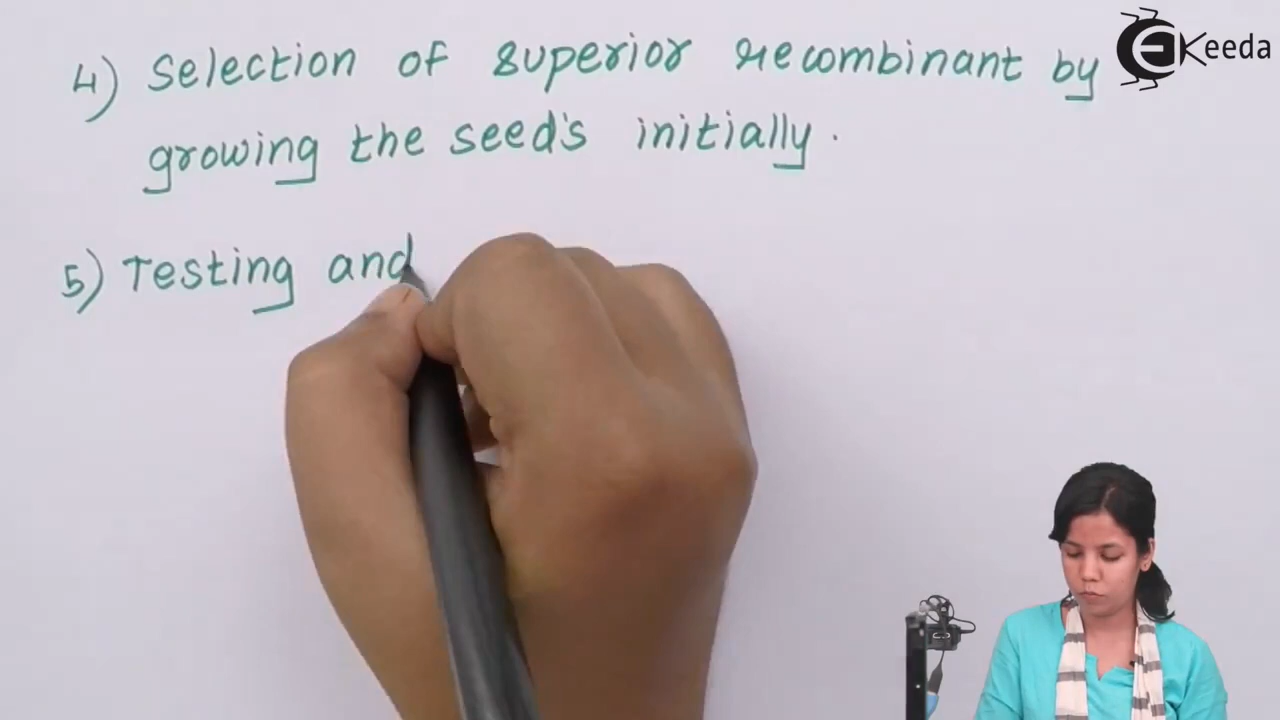 4) Selection of superior recombinant by
growing the seed's initially.
5) Testing and
EKeeda